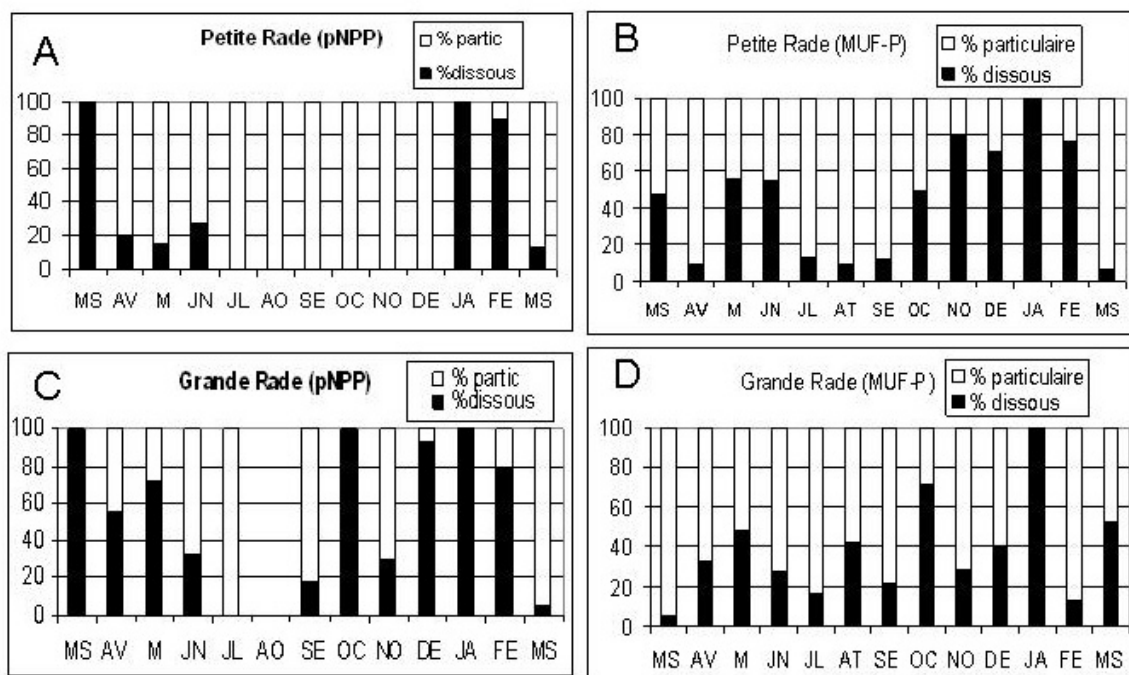 A
Petite Rade (pNPP)
% partic
%dissous
100
80
60
40
20
0
MS AV M JN JL AO SE OC NO DE JA FE MS
B
Petite Rade (MUF-P)
% particulaire
% dissous
100
80
60
40
20
0
MS AV M JN JL AT SE OC NO DE JA FE MS
C
Grande Rade (pNPP)
% partic
%dissous
100
80
60
40
20
0
MS AV M JN JL AO SE OC NO DE JA FE MS
D
Grande Rade (MUF-P)
% particulaire
% dissous
100
80
60
40
20
0
MS AV M JN JL AT SE OC NO DE JA FE MS